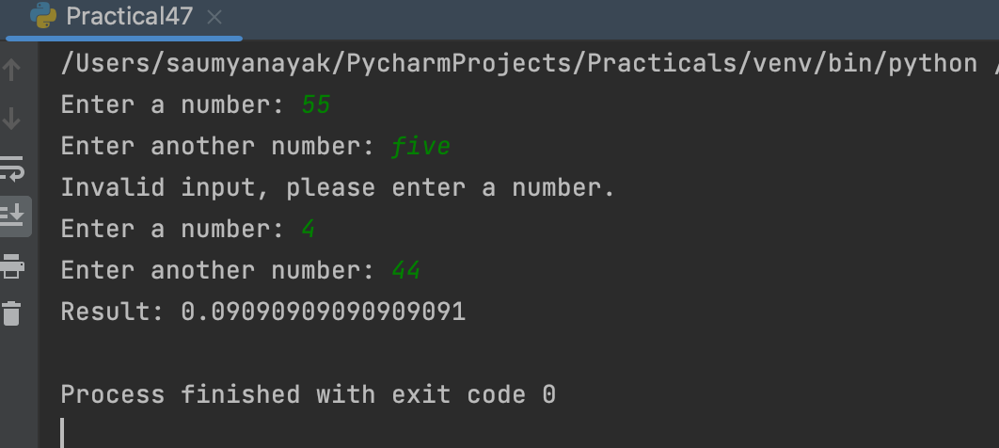 Practical47
/Users/saumyanayak/PycharmProjects/Practicals/venv/bin/python /
Enter a number: 55
Enter another number: five
Invalid input, please enter a number.
Enter a number: 4
Enter another number: 44
Result: 0.09090909090909091
Process finished with exit code 0